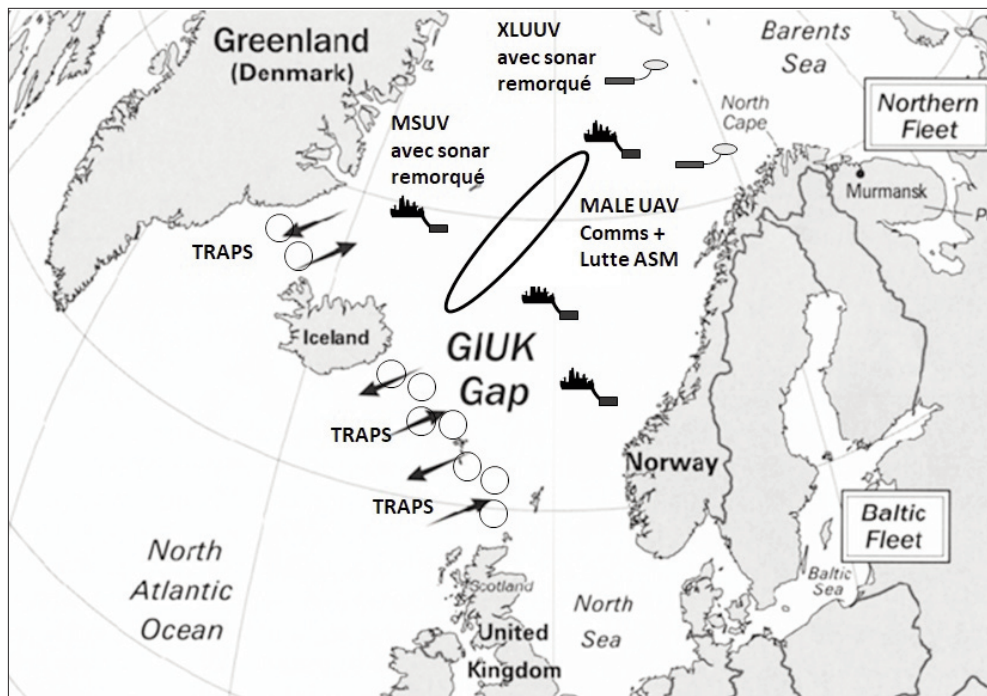 Greenland
(Denmark)
XLUUV
avec sonar
remorqué
Barents
Sea
North
Cape
Northern
Fleet
MSUV
avec sonar
remorqué
Murmansk
MALE UAV
Comms +
Lutte ASM
TRAPS
Iceland
GIUK
Gap
TRAPS
Norway
TRAPS
Baltic
Fleet
North
Atlantic
Ocean
Scotland
North
Sea
Baltic
Sea
United
Kingdom